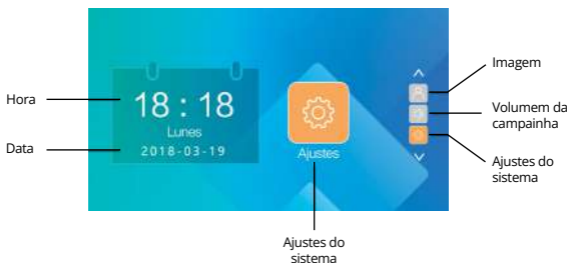 Hora
Data
18 : 18
Lunes
2018-03-19
Ajustes
Imagem
Volumem da
campainha
Ajustes do
sistema
Ajustes do
sistema